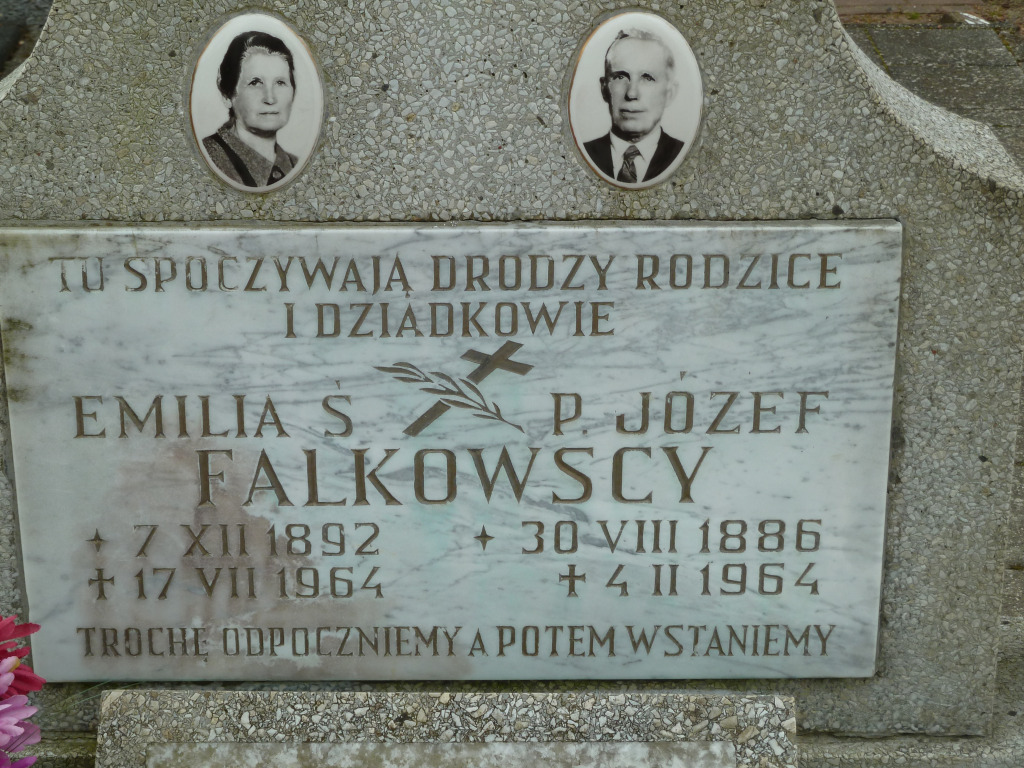 TU SPOCZYWAJĄ DRODZY RODZICE
I DZIADKOWIE
EMILIA Ś P. JÓZEF
FALKOWSCY
7 XII 1892 30 VIII 1886
17 VII 1964 4 II 1964
TROCHĘ ODPOCZNIEMY A POTEM WSTANIEMY